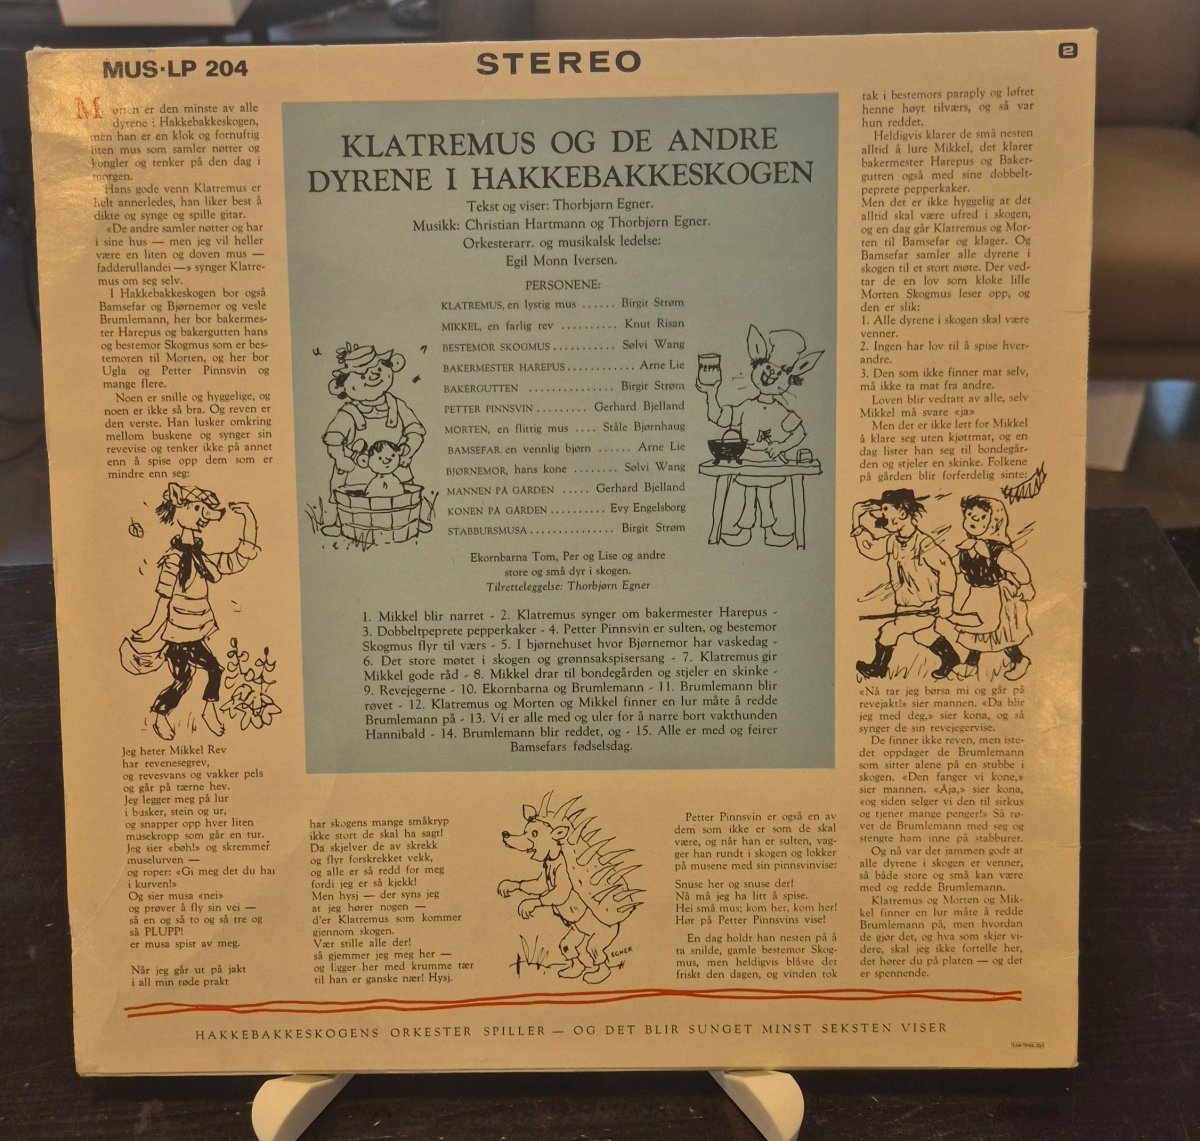 MUS·LP 204
STEREO
2
Morten er den minste av alle
dyrene i Hakkebakkeskogen,
men han er en klok og fornuftig
liten mus som samler nøtter og
kongler og tenker på den dag i
morgen.
Hans gode venn Klatremus er
helt annerledes, han liker best å
dikte og synge og spille gitar.
«De andre samler nøtter og har
i sine hus — men jeg vil heller
være en liten og doven mus —
fadderullandei —» synger Klatre-
mus om seg selv.
I Hakkebakkeskogen bor også
Bamsefar og Bjørnemor og vesle
Brumlemann, her bor bakermes-
ter Harepus og bakergutten hans
og bestemor Skogmus som er bes-
temoren til Morten, og her bor
Ugla og Petter Pinnsvin og
mange flere.
Noen er snille og hyggelige, og
noen er ikke så bra. Og reven er
den verste. Han lusker omkring
mellom buskene og synger sin
revevise og tenker ikke på annet
enn å spise opp dem som er
mindre enn seg:
Jeg heter Mikkel Rev
har revenesegrev,
og revesvans og vakker pels
og går på tærne hev.
Jeg legger meg på lur
i busker, stein og ur,
og snapper opp hver liten
musekropp som går en tur.
Jeg sier «bøh!» og skremmer
muselurven —
og roper: «Gi meg det du har
i kurven!»
Og sier musa «nei»
og prøver å fly sin vei —
så en og så to og så tre og
så PLUPP!
er musa spist av meg.
Når jeg går ut på jakt
i all min røde prakt
KLATREMUS OG DE ANDRE
DYRENE I HAKKEBAKKESKOGEN
Tekst og viser: Thorbjørn Egner.
Musikk: Christian Hartmann og Thorbjørn Egner.
Orkesterarr. og musikalsk ledelse:
Egil Monn Iversen.
PERSONENE:
KLATREMUS, en lystig mus ...... Birgit Strøm
MIKKEL, en farlig rev .......... Knut Risan
BESTEMOR SKOGMUS ........... Sølvi Wang
BAKERMESTER HAREPUS ............ Arne Lie
BAKERGUTTEN ............... Birgit Strøm
PETTER PINNSVIN ......... Gerhard Bjelland
MORTEN, en flittig mus .... Ståle Bjørnhaug
BAMSEFAR, en vennlig bjørn ...... Arne Lie
BJØRNEMOR, hans kone ......... Sølvi Wang
MANNEN PÅ GÅRDEN ..... Gerhard Bjelland
KONEN PÅ GÅRDEN .......... Evy Engelsborg
STABBURSMUSA ............... Birgit Strøm
Ekornbarna Tom, Per og Lise og andre
store og små dyr i skogen.
Tilretteleggelse: Thorbjørn Egner
PEPPER
1. Mikkel blir narret - 2. Klatremus synger om bakermester Harepus -
3. Dobbeltpeprete pepperkaker - 4. Petter Pinnsvin er sulten, og bestemor
Skogmus flyr til værs - 5. I bjørnehuset hvor Bjørnemor har vaskedag -
6. Det store møtet i skogen og grønnsakspisersang - 7. Klatremus gir
Mikkel gode råd - 8. Mikkel drar til bondegården og stjeler en skinke -
9. Revejegerne - 10. Ekornbarna og Brumlemann - 11. Brumlemann blir
røvet - 12. Klatremus og Morten og Mikkel finner en lur måte å redde
Brumlemann på - 13. Vi er alle med og uler for å narre bort vakthunden
Hannibald - 14. Brumlemann blir reddet, og - 15. Alle er med og feirer
Bamsefars fødselsdag.
har skogens mange småkryp
ikke stort de skal ha sagt!
Da skjelver de av skrekk
og flyr forskrekket vekk,
og alle er så redd for meg
fordi jeg er så kjekk!
Men hysj — der syns jeg
at jeg hører nogen —
d'er Klatremus som kommer
gjennom skogen.
Vær stille alle der!
så gjemmer jeg meg her —
og ligger her med krumme tær
til han er ganske nær! Hysj.
EGNER
Petter Pinnsvin er også en av
dem som ikke er som de skal
være, og når han er sulten, vag-
ger han rundt i skogen og lokker
på musene med sin pinnsvinvise:
Snuse her og snuse der!
Nå må jeg ha litt å spise.
Hei små mus; kom her, kom her!
Hør på Petter Pinnsvins vise!
En dag holdt han nesten på å
ta snilde, gamle bestemor Skog-
mus, men heldigvis blåste det
friskt den dagen, og vinden tok
tak i bestemors paraply og løftet
henne høyt tilværs, og så var
hun reddet.
Heldigvis klarer de små nesten
alltid å lure Mikkel, det klarer
bakermester Harepus og Baker-
gutten også med sine dobbelt-
peprete pepperkaker.
Men det er ikke hyggelig at det
alltid skal være ufred i skogen,
og en dag går Klatremus og Mor-
ten til Bamsefar og klager. Og
Bamsefar samler alle dyrene i
skogen til et stort møte. Der ved-
tar de en lov som kloke lille
Morten Skogmus leser opp, og
den er slik:
1. Alle dyrene i skogen skal være
venner.
2. Ingen har lov til å spise hver-
andre.
3. Den som ikke finner mat selv,
må ikke ta mat fra andre.
Loven blir vedtatt av alle, selv
Mikkel må svare «ja»
Men det er ikke lett for Mikkel
å klare seg uten kjøttmat, og en
dag lister han seg til bondegår-
den og stjeler en skinke. Folkene
på gården blir forferdelig sinte:
«Nå tar jeg børsa mi og går på
revejakt!» sier mannen. «Da blir
jeg med deg,» sier kona, og så
synger de sin revejegervise.
De finner ikke reven, men iste-
det oppdager de Brumlemann
som sitter alene på en stubbe i
skogen. «Den fanger vi kone,»
sier mannen. «Aja,» sier kona,
«og siden selger vi den til sirkus
og tjener mange penger!» Så rø-
vet de Brumlemann med seg og
stengte ham inne på stabburet.
Og nå var det jammen godt at
alle dyrene i skogen er venner,
så både store og små kan være
med og redde Brumlemann.
Klatremus og Morten og Mik-
kel finner en lur måte å redde
Brumlemann på, men hvordan
de gjør det, og hva som skjer vi-
dere, skal jeg ikke fortelle her,
det hører du på platen — og det
er spennende.
HAKKEBAKKESKOGENS ORKESTER SPILLER — OG DET BLIR SUNGET MINST SEKSTEN VISER